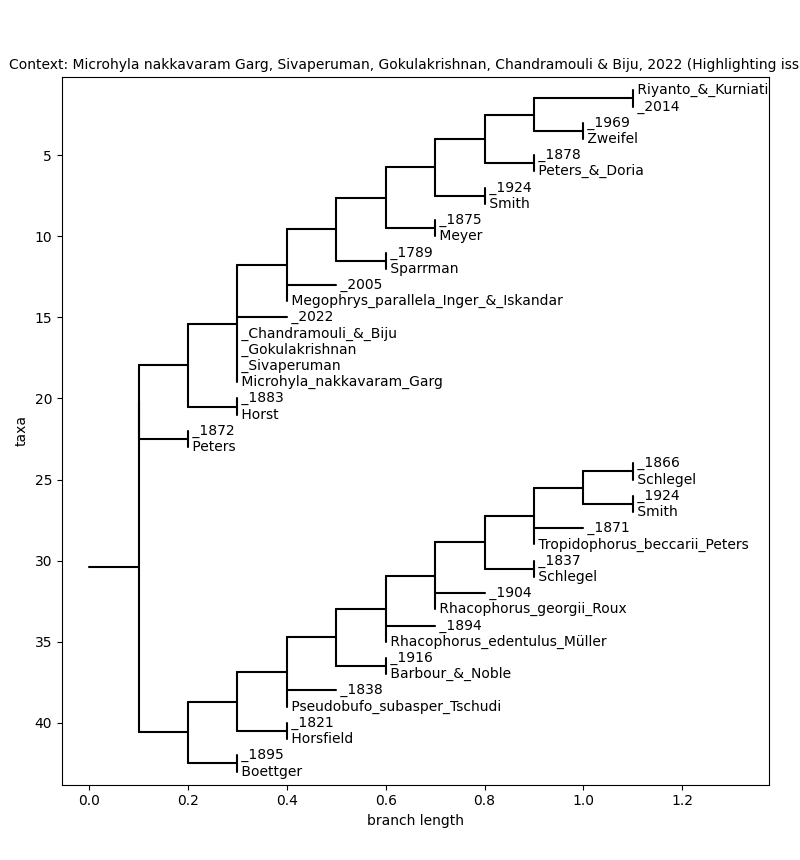 Context: Microhyla nakkavaram Garg, Sivaperuman, Gokulakrishnan, Chandramouli & Biju, 2022 (Highlighting iss
Riyanto_&_Kurniati
_2014
_1969
Zweifel
5
_1878
Peters_&_Doria
_1924
Smith
_1875
Meyer
10
_1789
Sparrman
_2005
Megophrys_parallela_Inger_&_Iskandar
15
_2022
_Chandramouli_&_Biju
_Gokulakrishnan
_Sivaperuman
Microhyla_nakkavaram_Garg
20
_1883
Horst
_1872
Peters
taxa
_1866
Schlegel
25
_1924
Smith
_1871
Tropidophorus_beccarii_Peters
30
_1837
Schlegel
_1904
Rhacophorus_georgii_Roux
_1894
35
Rhacophorus_edentulus_Müller
_1916
Barbour_&_Noble
_1838
Pseudobufo_subasper_Tschudi
40
_1821
Horsfield
_1895
Boettger
0.0 0.2 0.4 0.6 0.8 1.0 1.2
branch length